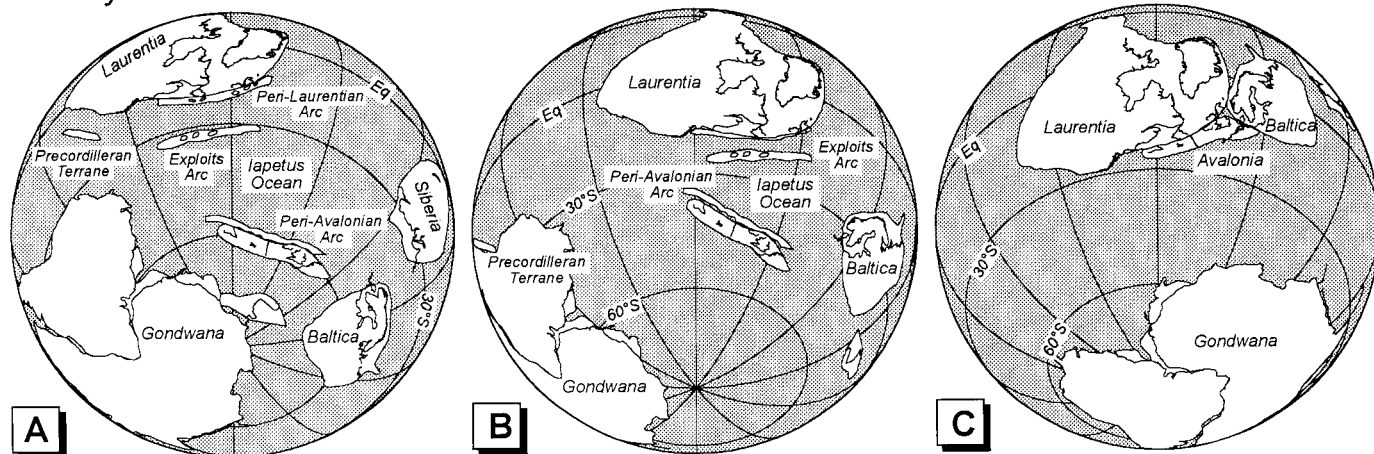 Laurentia
Eq
Peri-Laurentian
Arc
Precordilleran
Terrane
Exploits
Arc
Iapetus
Ocean
Siberia
Peri-Avalonian
Arc
30°S
Gondwana
Baltica
A
Laurentia
Eq
Exploits
Arc
Peri-Avalonian
Arc
Iapetus
Ocean
30°S
Precordilleran
Terrane
Baltica
60°S
Gondwana
B
Laurentia
Baltica
Eq
Avalonia
30°S
60°S
Gondwana
C